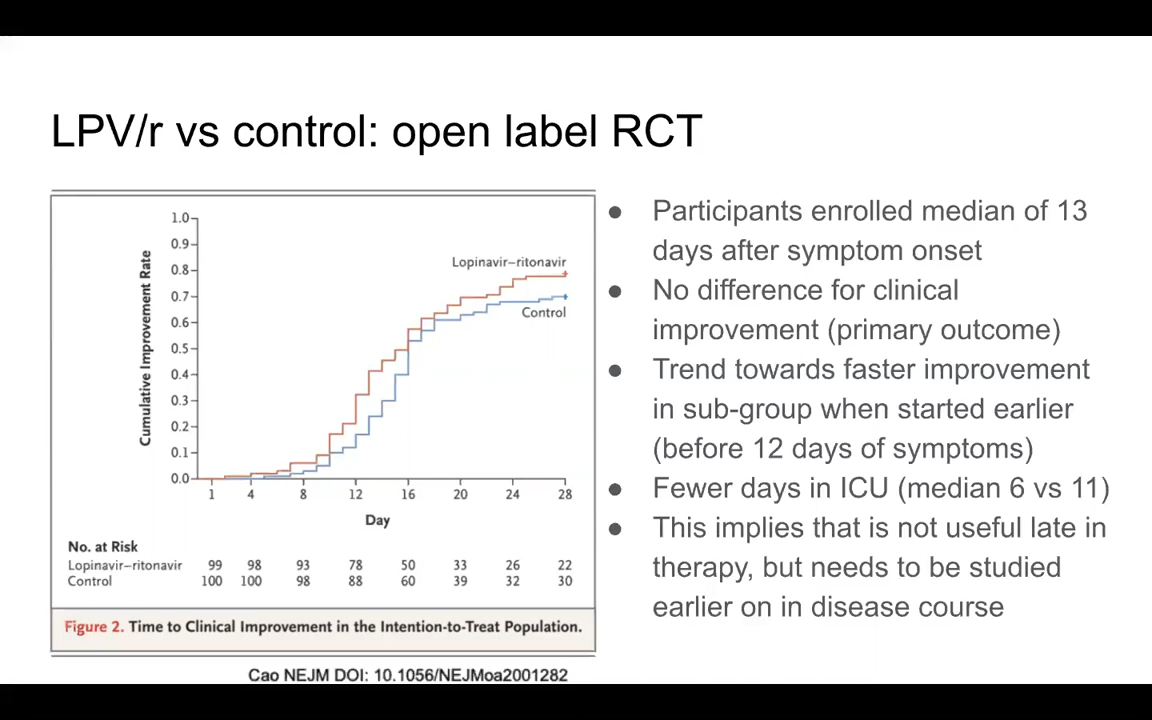 LPV/r vs control: open label RCT
Cumulative Improvement Rate
1.0
0.9
0.8
0.7
0.6
0.5
0.4
0.3
0.2
0.1
0.0
Lopinavir–ritonavir
Control
1 4 8 12 16 20 24 28
Day
No. at Risk
Lopinavir–ritonavir 99 98 93 78 50 33 26 22
Control 100 100 98 88 60 39 32 30
Figure 2. Time to Clinical Improvement in the Intention-to-Treat Population.
Cao NEJM DOI: 10.1056/NEJMoa2001282
● Participants enrolled median of 13
days after symptom onset
● No difference for clinical
improvement (primary outcome)
● Trend towards faster improvement
in sub-group when started earlier
(before 12 days of symptoms)
● Fewer days in ICU (median 6 vs 11)
● This implies that is not useful late in
therapy, but needs to be studied
earlier on in disease course